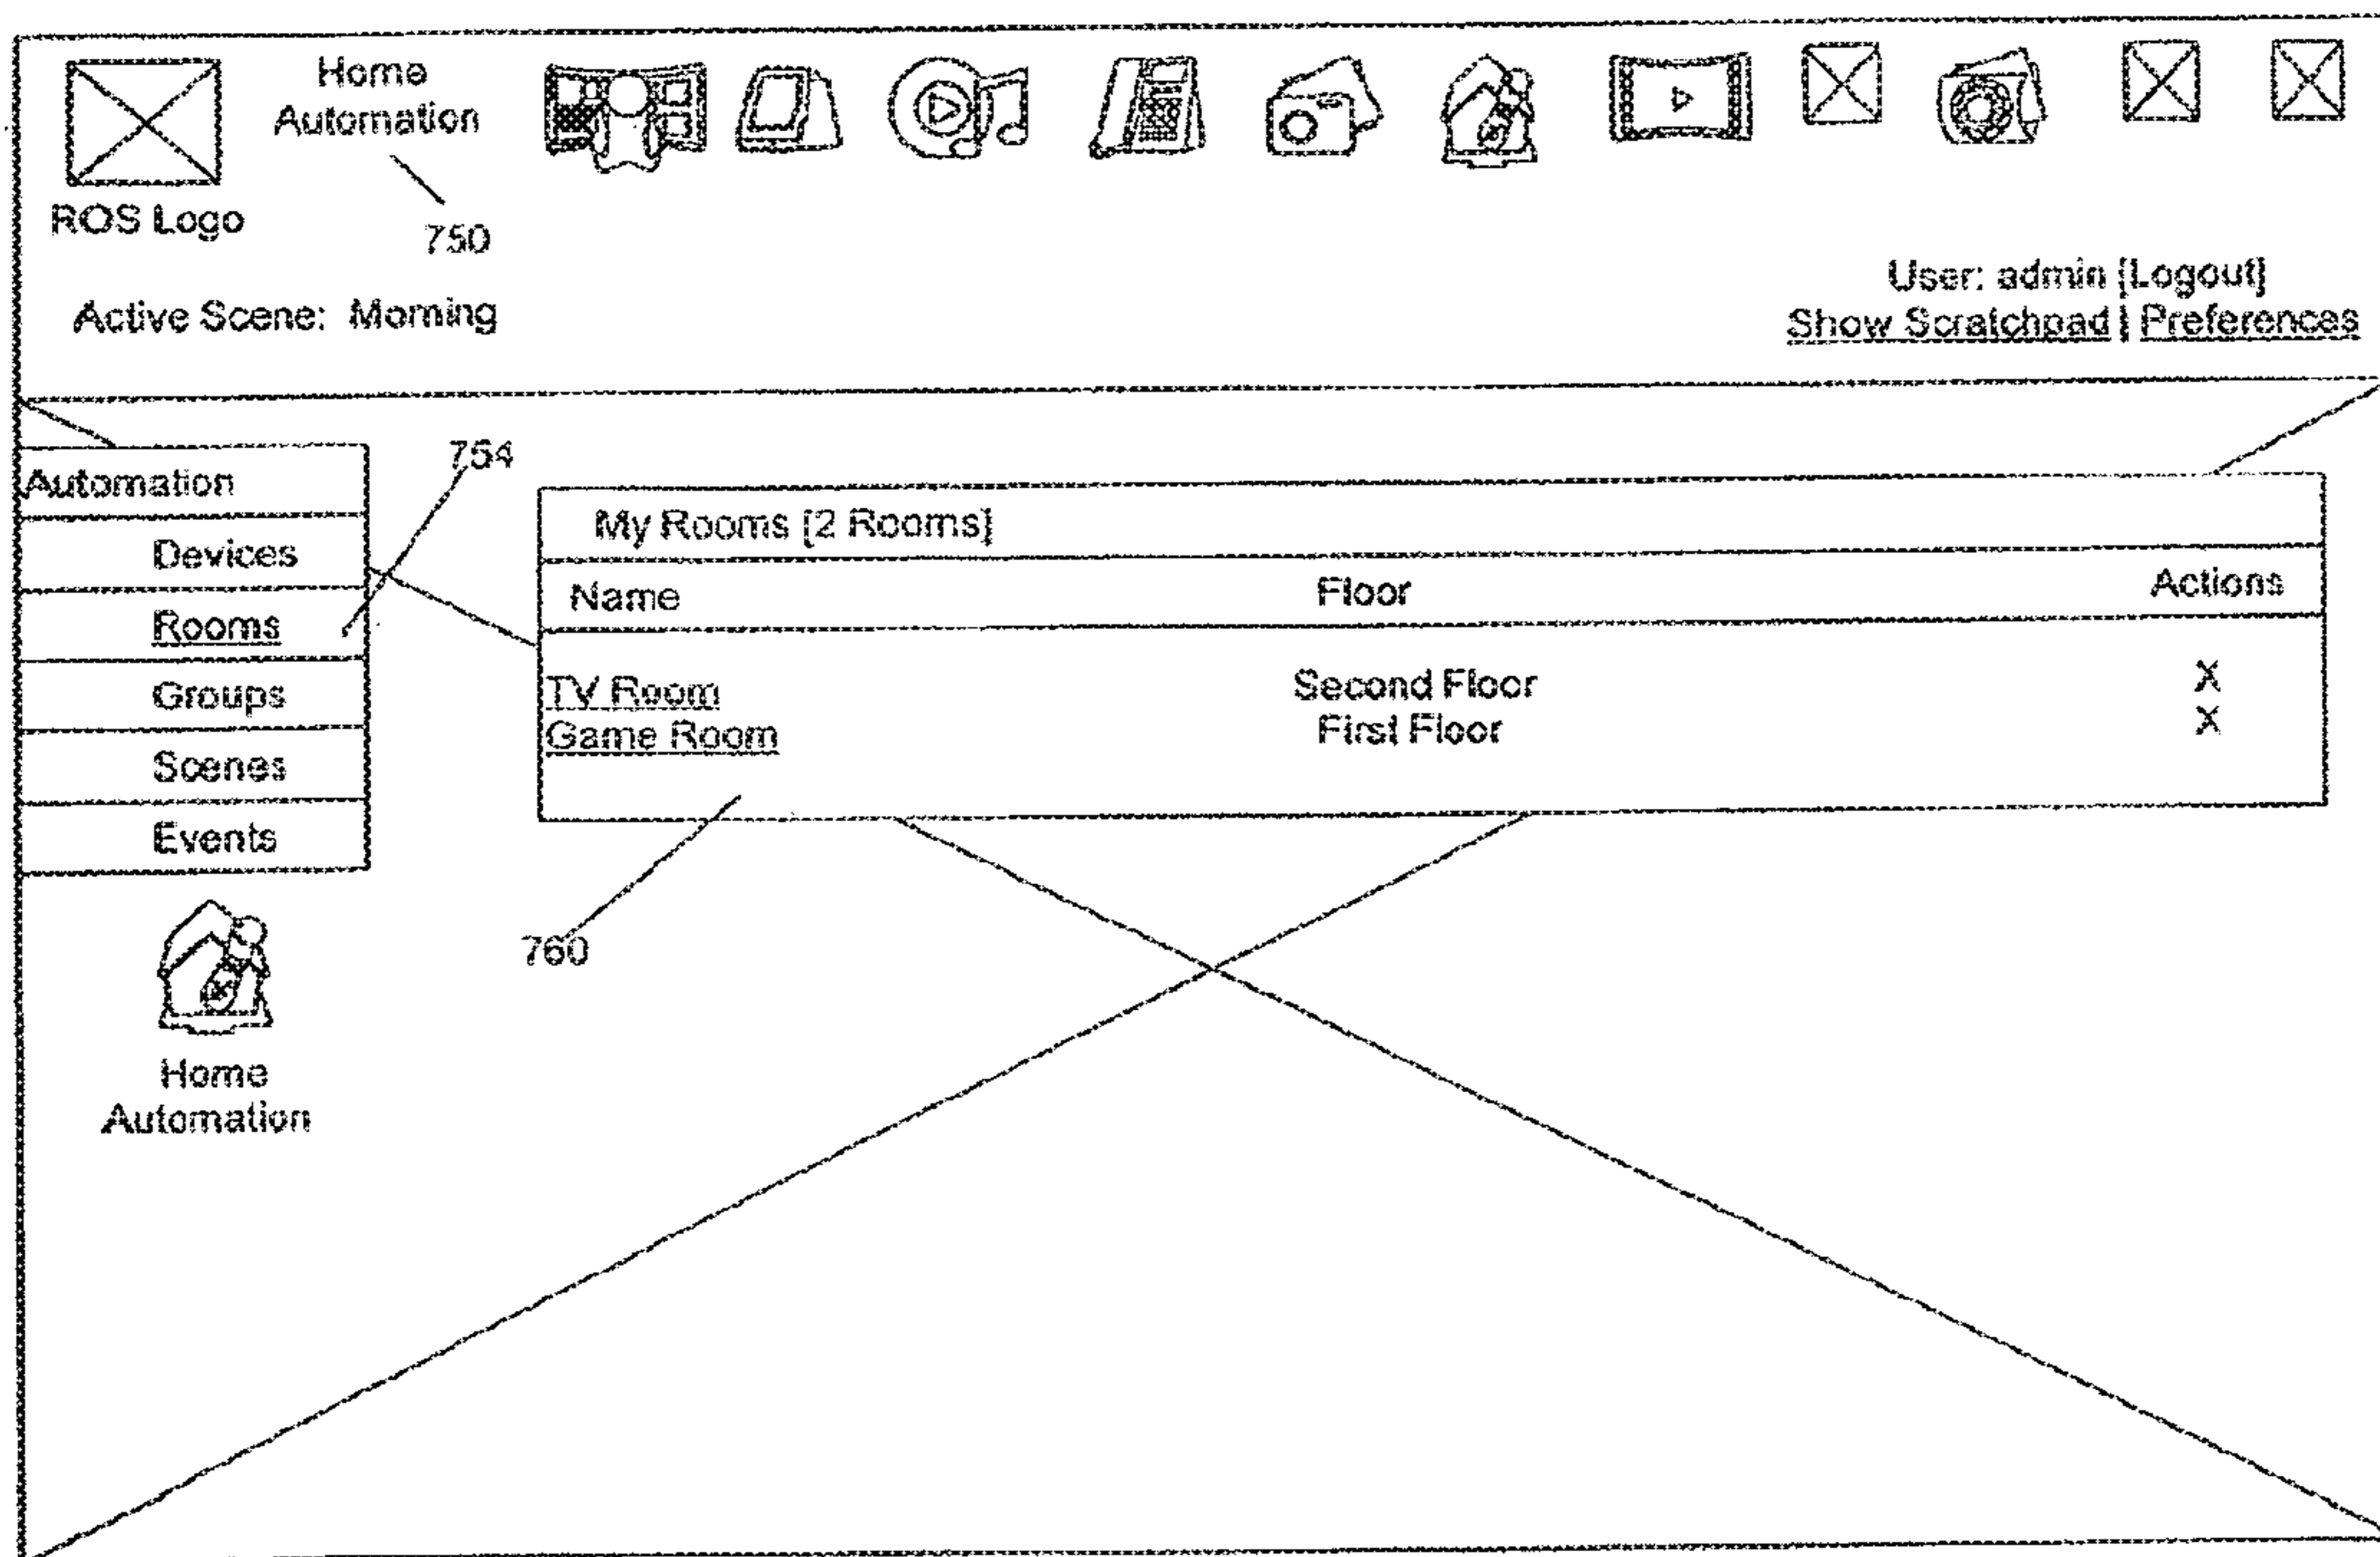 Home
Automation
ROS Logo
750
Active Scene: Morning
User: admin [Logout]
Show Scratchpad | Preferences
Automation
Devices
Rooms
Groups
Scenes
Events
754
My Rooms [2 Rooms]
Name Floor Actions
TV Room Second Floor X
Game Room First Floor X
760
Home
Automation